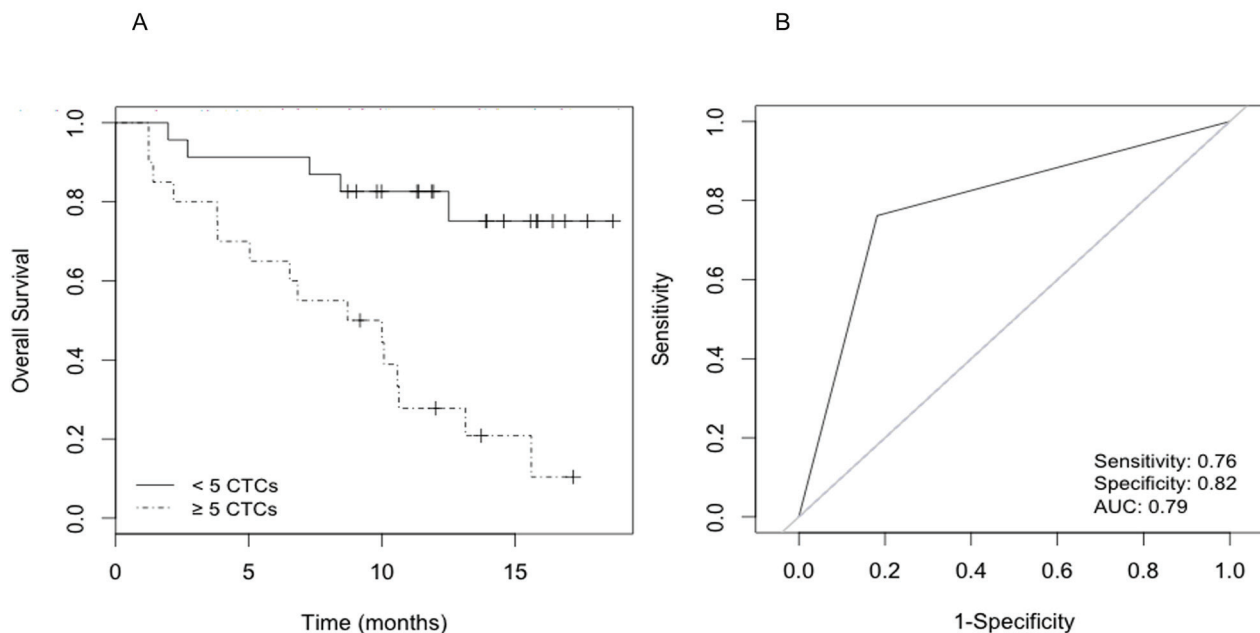 A
B
Overall Survival
1.0
0.8
0.6
0.4
0.2
0.0
< 5 CTCs
≥ 5 CTCs
0 5 10 15
Time (months)
Sensitivity
1.0
0.8
0.6
0.4
0.2
0.0
Sensitivity: 0.76
Specificity: 0.82
AUC: 0.79
0.0 0.2 0.4 0.6 0.8 1.0
1-Specificity